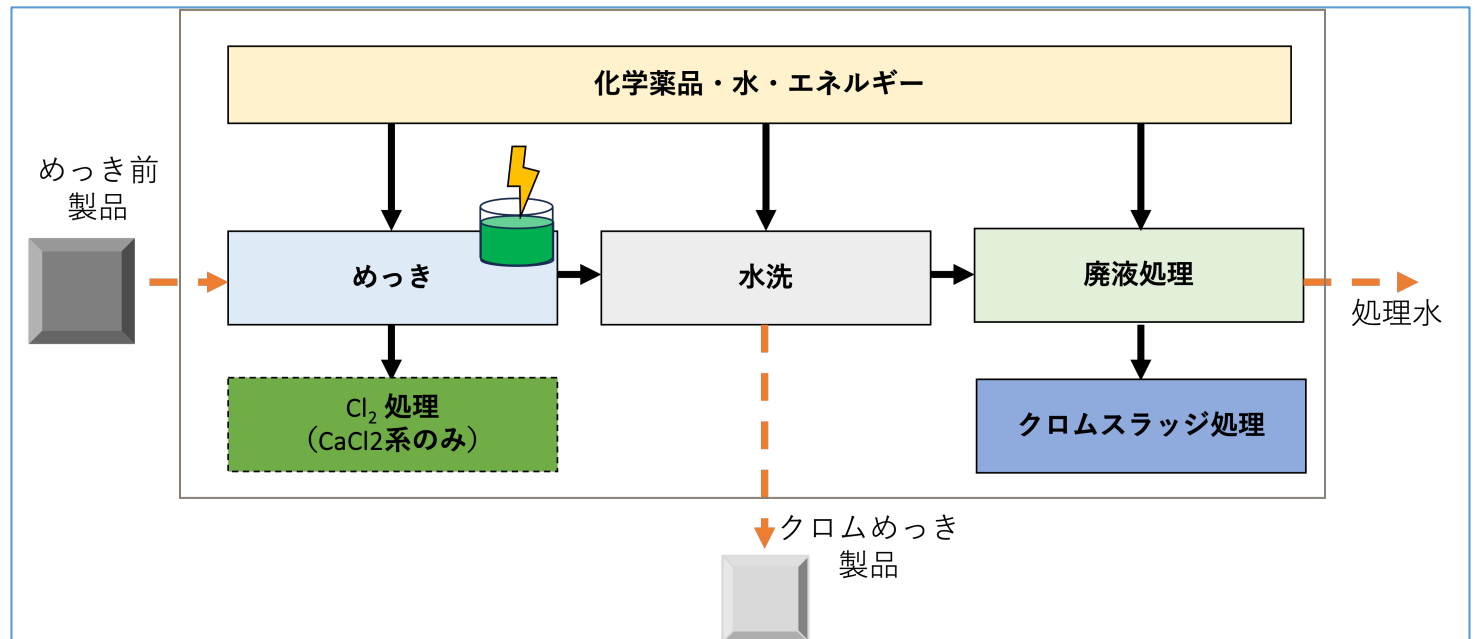 化学薬品・水・エネルギー
めっき前
製品
めっき
水洗
廃液処理
処理水
Cl₂ 処理
（CaCl2系のみ）
クロムスラッジ処理
クロムめっき
製品